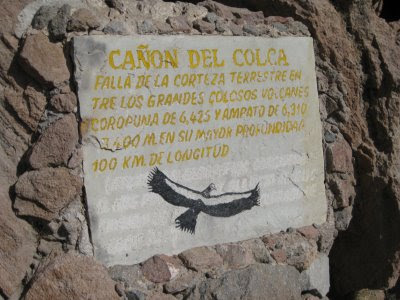 CAÑON DEL COLCA
FALLA DE LA CORTEZA TERRESTRE EN
TRE LOS GRANDES COLOSOS VOLCANES
COROPUNA DE 6,425 Y AMPATO DE 6,310
400 M. EN SU MAYOR PROFUNDIDAD
100 KM. DE LONGITUD